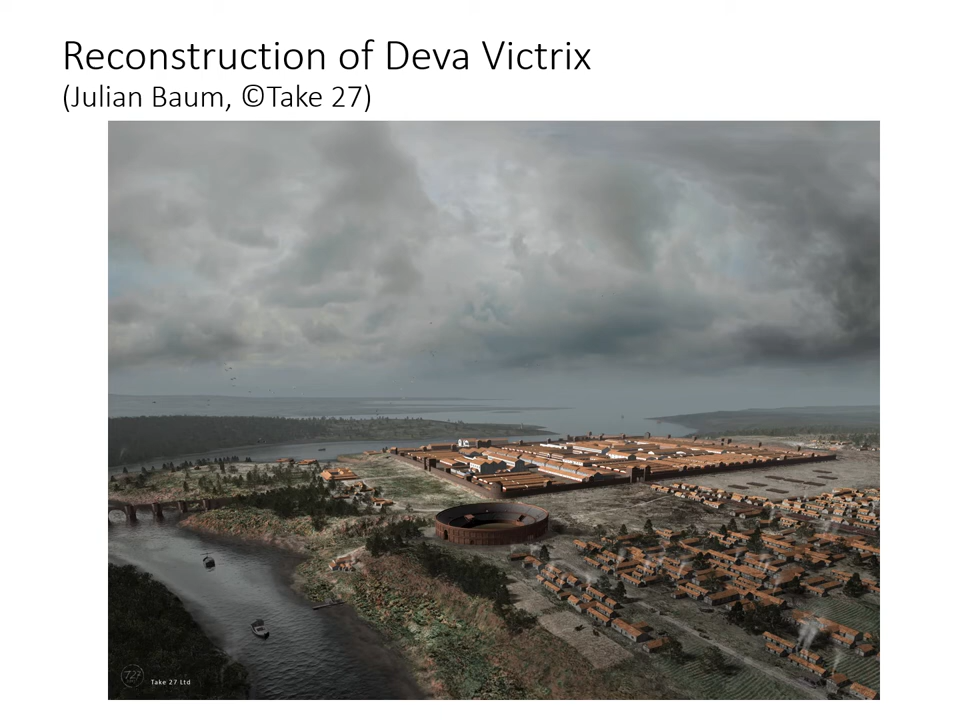 Reconstruction of Deva Victrix
(Julian Baum, ©Take 27)
Take 27 Ltd